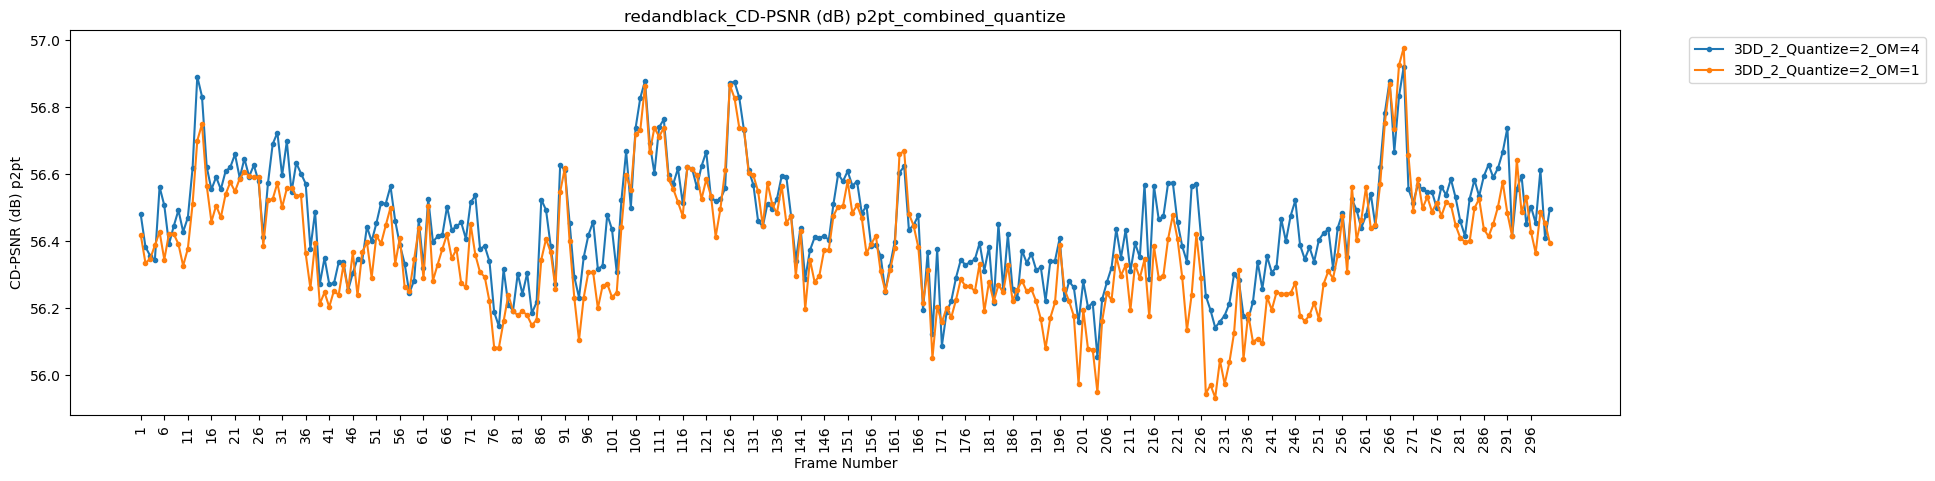 redandblack_CD-PSNR (dB) p2pt_combined_quantize
57.0
56.8
56.6
56.4
56.2
56.0
CD-PSNR (dB) p2pt
1 6 11 16 21 26 31 36 41 46 51 56 61 66 71 76 81 86 91 96 101 106 111 116 121 126 131 136 141 146 151 156 161 166 171 176 181 186 191 196 201 206 211 216 221 226 231 236 241 246 251 256 261 266 271 276 281 286 291 296
Frame Number
3DD_2_Quantize=2_OM=4
3DD_2_Quantize=2_OM=1